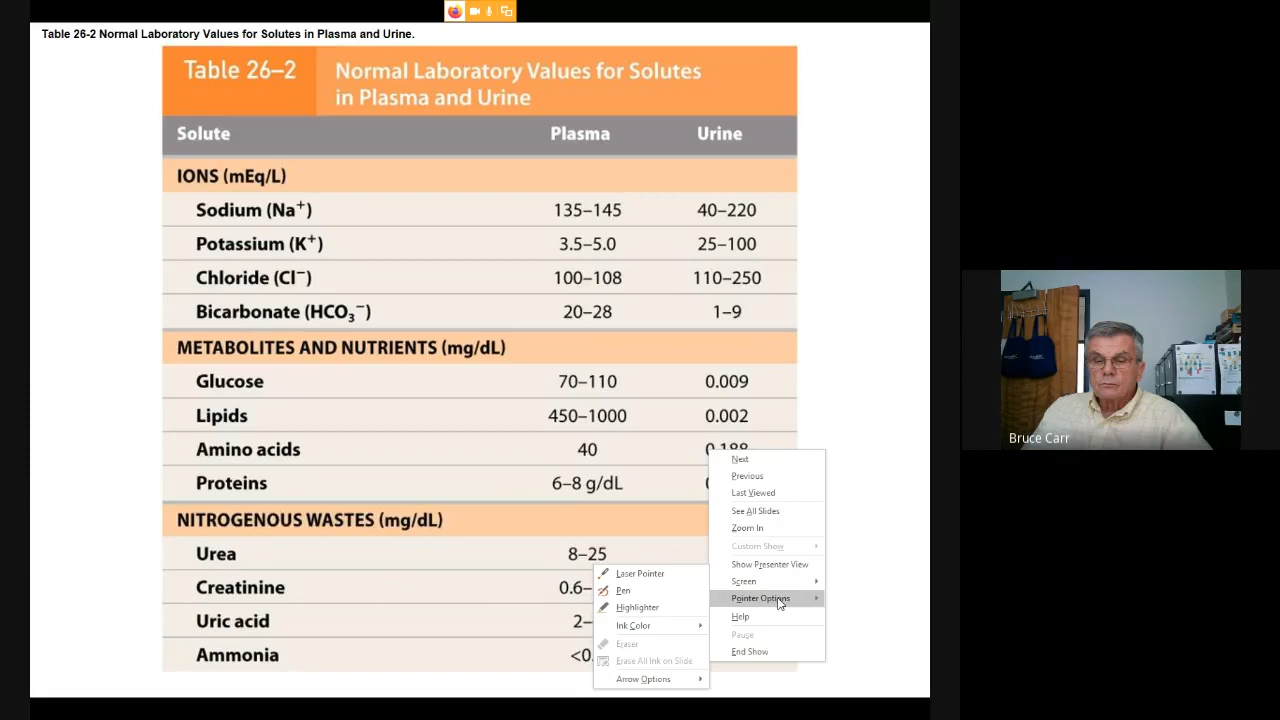 Table 26-2 Normal Laboratory Values for Solutes in Plasma and Urine.
Table 26–2 Normal Laboratory Values for Solutes
in Plasma and Urine
Solute Plasma Urine
IONS (mEq/L)
Sodium (Na⁺) 135–145 40–220
Potassium (K⁺) 3.5–5.0 25–100
Chloride (Cl⁻) 100–108 110–250
Bicarbonate (HCO₃⁻) 20–28 1–9
METABOLITES AND NUTRIENTS (mg/dL)
Glucose 70–110 0.009
Lipids 450–1000 0.002
Amino acids 40 0.188
Proteins 6–8 g/dL
NITROGENOUS WASTES (mg/dL)
Urea 8–25
Creatinine 0.6–
Uric acid 2–
Ammonia <0.
Next
Previous
Last Viewed
See All Slides
Zoom In
Custom Show
Show Presenter View
Screen
Pointer Options
Help
Pause
End Show
Laser Pointer
Pen
Highlighter
Ink Color
Eraser
Erase All Ink on Slide
Arrow Options
Bruce Carr